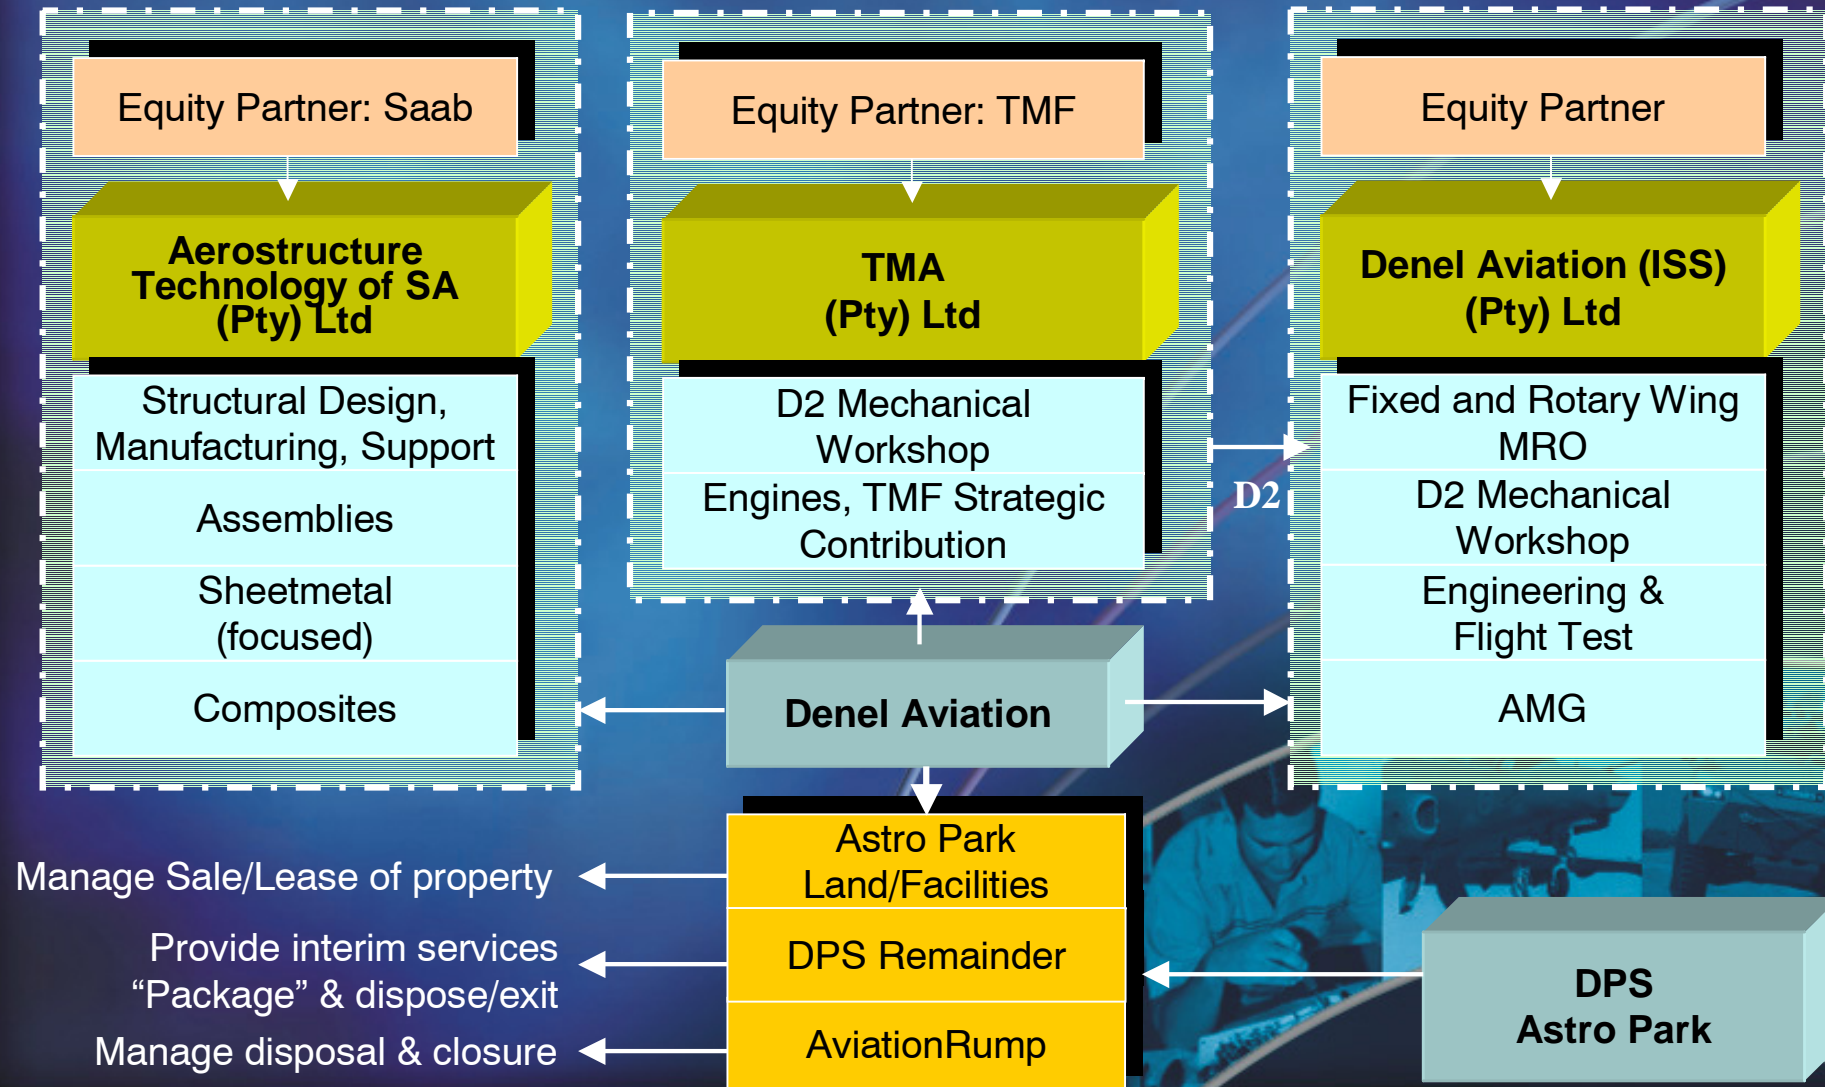 Equity Partner: Saab
Aerostructure
Technology of SA
(Pty) Ltd
Structural Design,
Manufacturing, Support
Assemblies
Sheetmetal
(focused)
Composites
Equity Partner: TMF
TMA
(Pty) Ltd
D2 Mechanical
Workshop
Engines, TMF Strategic
Contribution
D2
Equity Partner
Denel Aviation (ISS)
(Pty) Ltd
Fixed and Rotary Wing
MRO
D2 Mechanical
Workshop
Engineering &
Flight Test
AMG
Denel Aviation
Astro Park
Land/Facilities
DPS Remainder
AviationRump
Manage Sale/Lease of property
Provide interim services
“Package” & dispose/exit
Manage disposal & closure
DPS
Astro Park